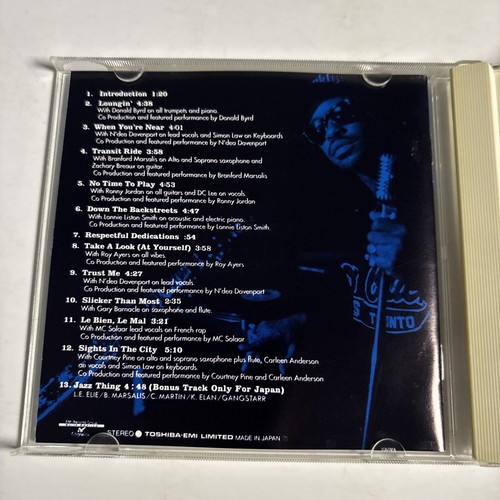 1. Introduction 1:20
2. Loungin' 4:38
With Donald Byrd on all trumpets and piano.
Co Production and featured performance by Donald Byrd
3. When You're Near 4:01
With N'dea Davenport on lead vocals and Simon Law on Keyboards
Co Production and featured performance by N'dea Davenport
4. Transit Ride 3:58
With Branford Marsalis on Alto and Soprano saxophone and
Zachary Breaux on guitar.
Co Production and featured performance by Branford Marsalis
5. No Time To Play 4:53
With Ronny Jordan on all guitars and DC Lee on vocals.
Co Production and featured performance by Ronny Jordan
6. Down The Backstreets 4:47
With Lonnie Liston Smith on acoustic and electric piano.
Co Production and featured performance by Lonnie Liston Smith
7. Respectful Dedications :54
8. Take A Look (At Yourself) 3:58
With Roy Ayers on all vibes.
Co Production and featured performance by Roy Ayers
9. Trust Me 4:27
With N'dea Davenport on lead vocals.
Co Production and featured performance by N'dea Davenport
10. Slicker Than Most 2:35
With Gary Barnacle on saxophone and flute.
11. Le Bien, Le Mal 3:21
With MC Solaar lead vocals on French rap
Co Production and featured performance by MC Solaar
12. Sights In The City 5:10
With Courtney Pine on alto and soprano saxophone plus flute, Carleen Anderson
on vocals and Simon Law on keyboards.
Co Production and featured performance by Courtney Pine and Carleen Anderson
13. Jazz Thing 4:48 (Bonus Track Only For Japan)
L.E. ELIE/B. MARSALIS/C. MARTIN/K. ELAN/GANGSTARR
STEREO TOSHIBA-EMI LIMITED MADE IN JAPAN